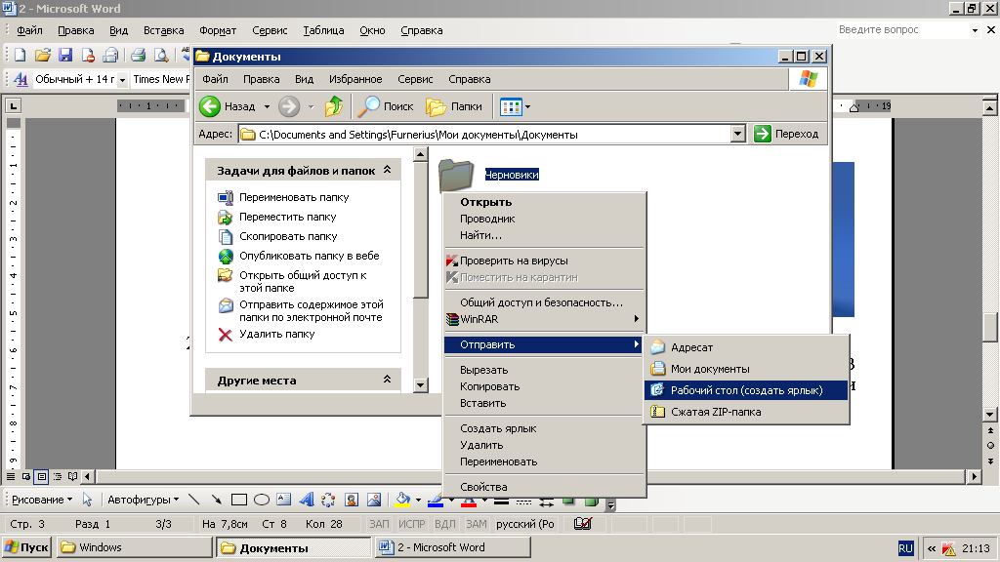 2 - Microsoft Word
Файл Правка Вид Вставка Формат Сервис Таблица Окно Справка
Введите вопрос
Обычный + 14 г
Times New R
1
19
Документы
Файл Правка Вид Избранное Сервис Справка
Назад Поиск Папки
Адрес: C:\Documents and Settings\Furnerius\Мои документы\Документы Переход
Задачи для файлов и папок
Переименовать папку
Переместить папку
Скопировать папку
Опубликовать папку в вебе
Открыть общий доступ к
этой папке
Отправить содержимое этой
папки по электронной почте
Удалить папку
Другие места
Черновики
Открыть
Проводник
Найти...
Проверить на вирусы
Поместить на карантин
Общий доступ и безопасность...
WinRAR
Отправить
Вырезать
Копировать
Вставить
Создать ярлык
Удалить
Переименовать
Свойства
Адресат
Мои документы
Рабочий стол (создать ярлык)
Сжатая ZIP-папка
Рисование Автофигуры
Стр. 3 Разд 1 3/3 На 7,8см Ст 8 Кол 28 ЗАП ИСПР ВДЛ ЗАМ русский (Ро
Пуск Windows Документы 2 - Microsoft Word RU 21:13